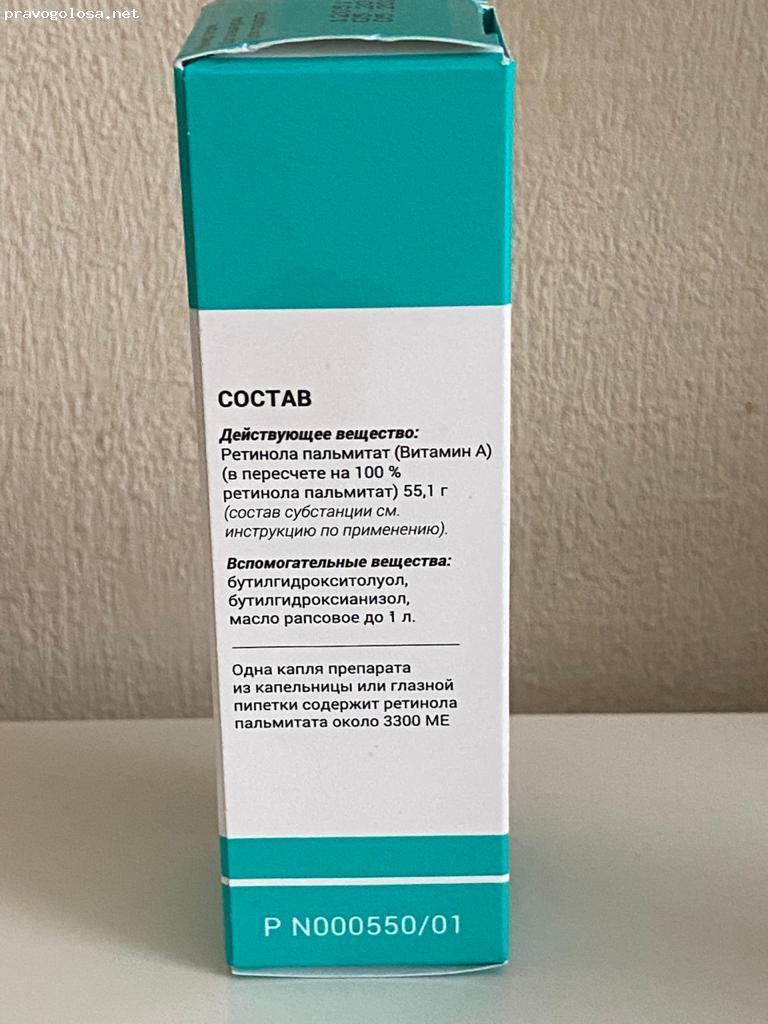 pravogolosa.net
СОСТАВ
Действующее вещество:
Ретинола пальмитат (Витамин А)
(в пересчете на 100 %
ретинола пальмитат) 55,1 г
(состав субстанции см.
инструкцию по применению).
Вспомогательные вещества:
бутилгидрокситолуол,
бутилгидроксианизол,
масло рапсовое до 1 л.
Одна капля препарата
из капельницы или глазной
пипетки содержит ретинола
пальмитата около 3300 МЕ
Р N000550/01